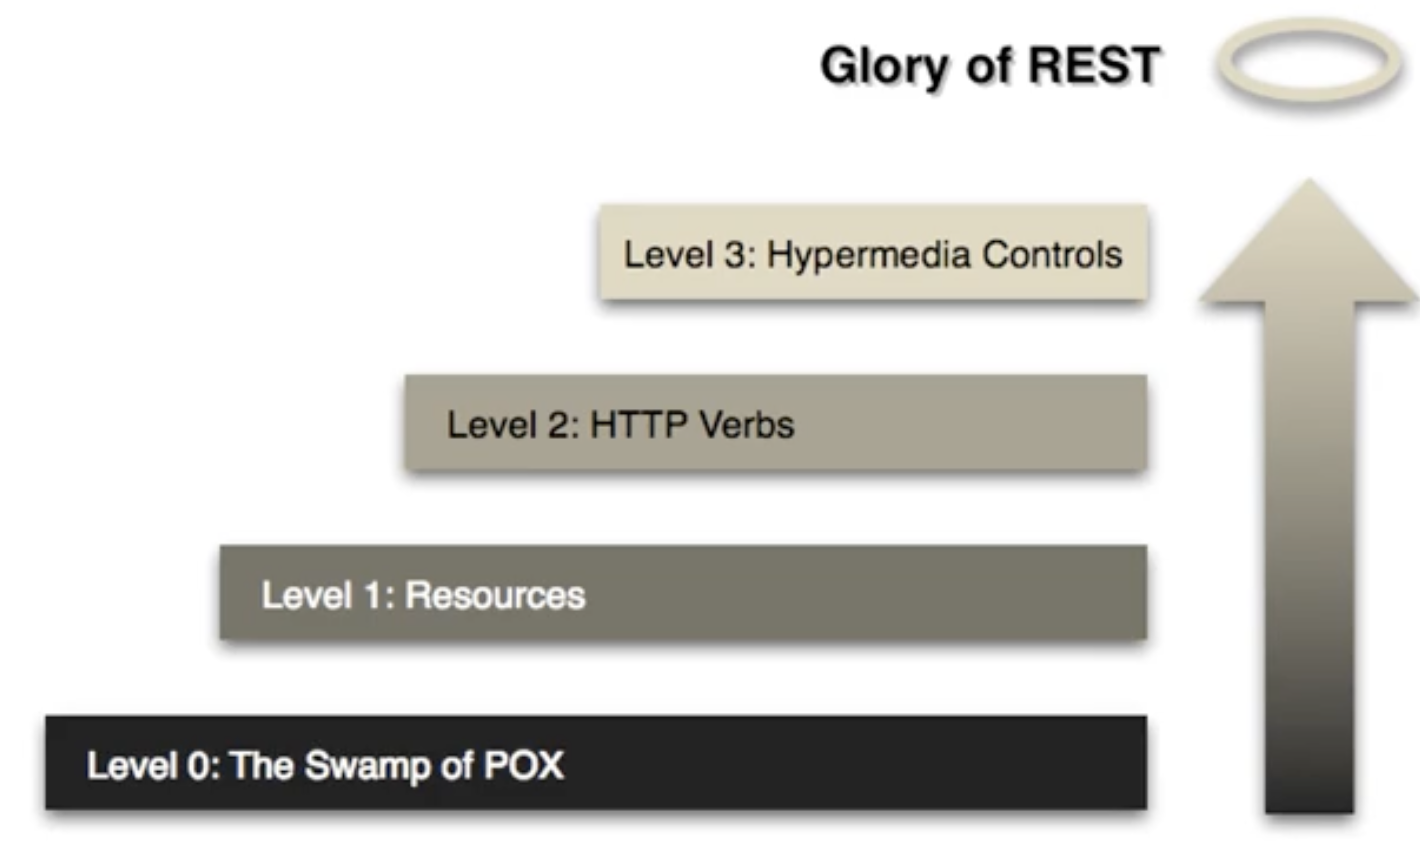 Glory of REST
Level 3: Hypermedia Controls
Level 2: HTTP Verbs
Level 1: Resources
Level 0: The Swamp of POX